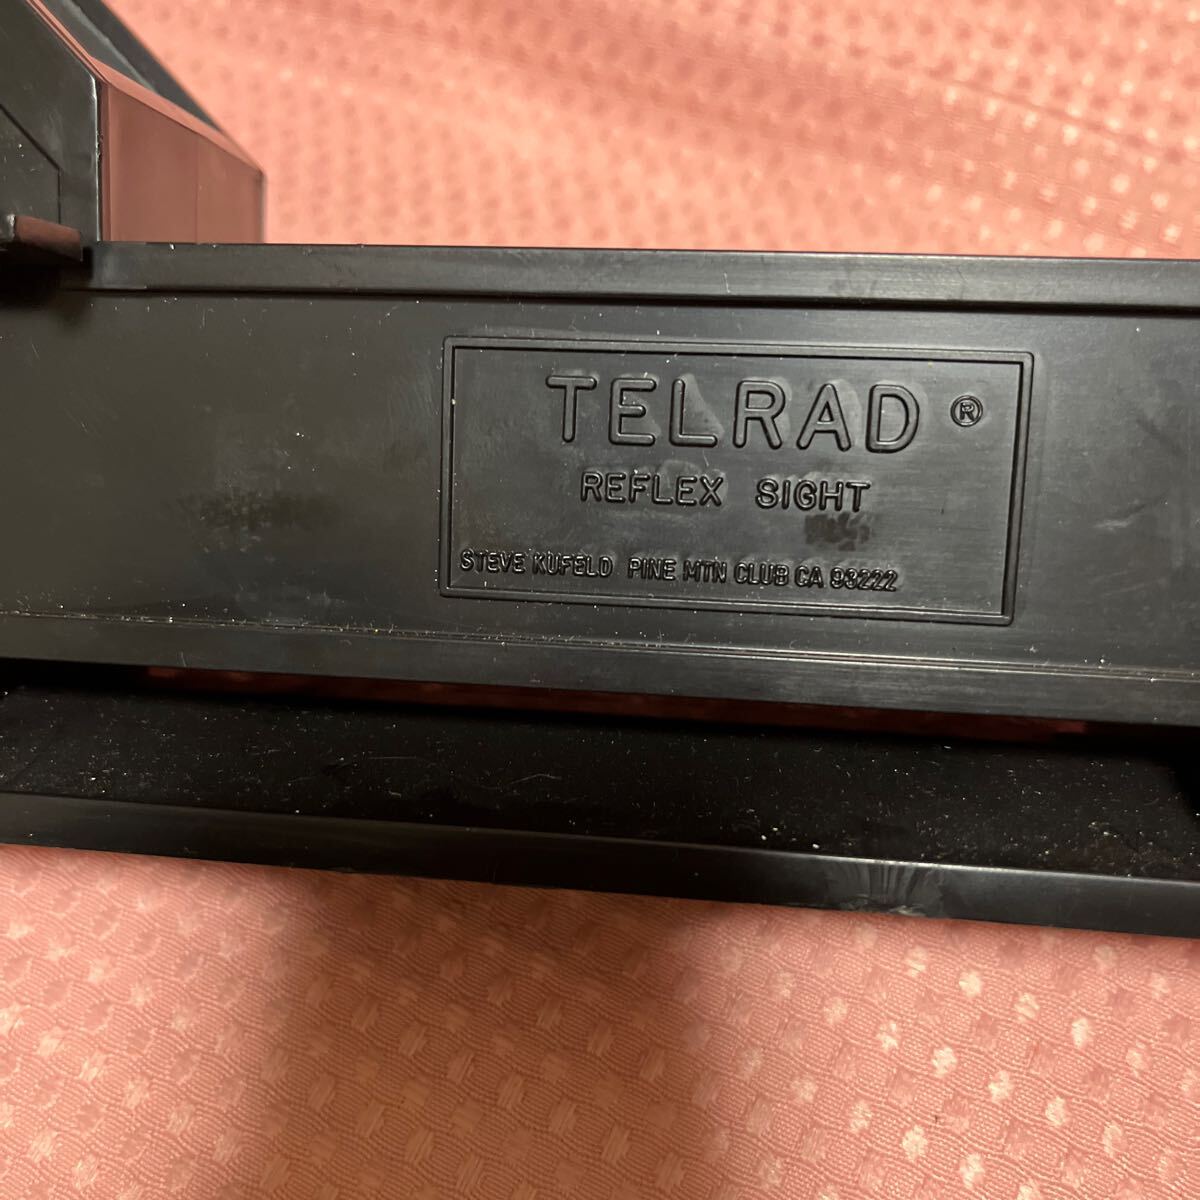 TELRAD ®
REFLEX SIGHT
STEVE KUFELD PINE MTN CLUB CA 93222